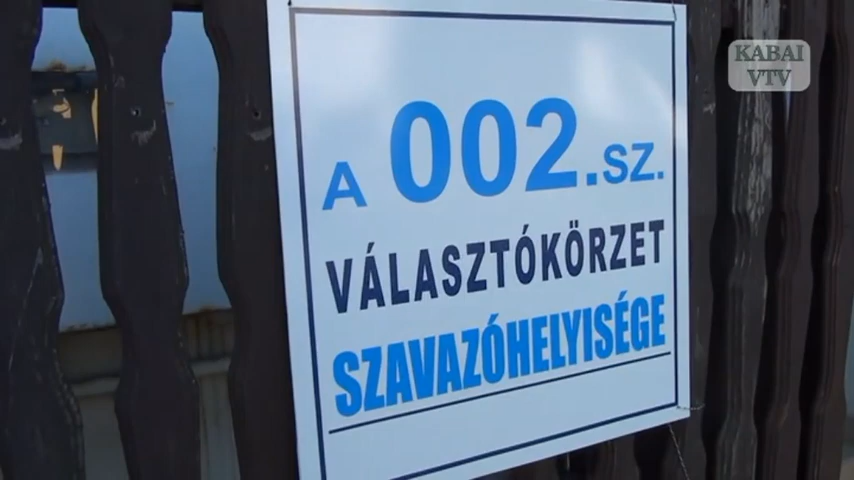 KABAI
VTV
A 002.SZ.
VÁLASZTÓKÖRZET
SZAVAZÓHELYISÉGE